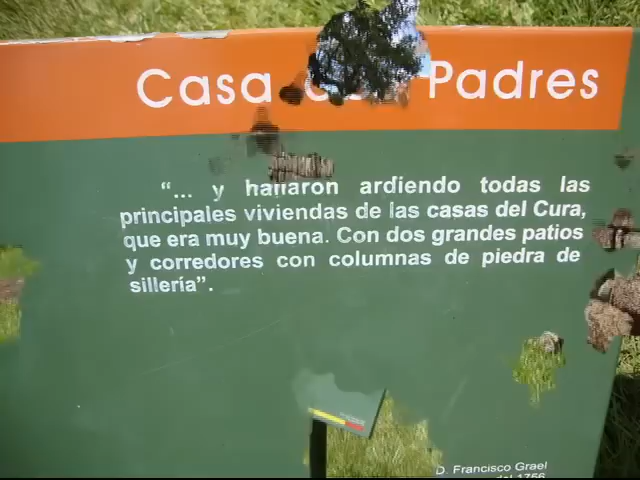 Casa Padres
"... y hallaron ardiendo todas las
principales viviendas de las casas del Cura,
que era muy buena. Con dos grandes patios
y corredores con columnas de piedra de
sillería".
D. Francisco Grael
1756